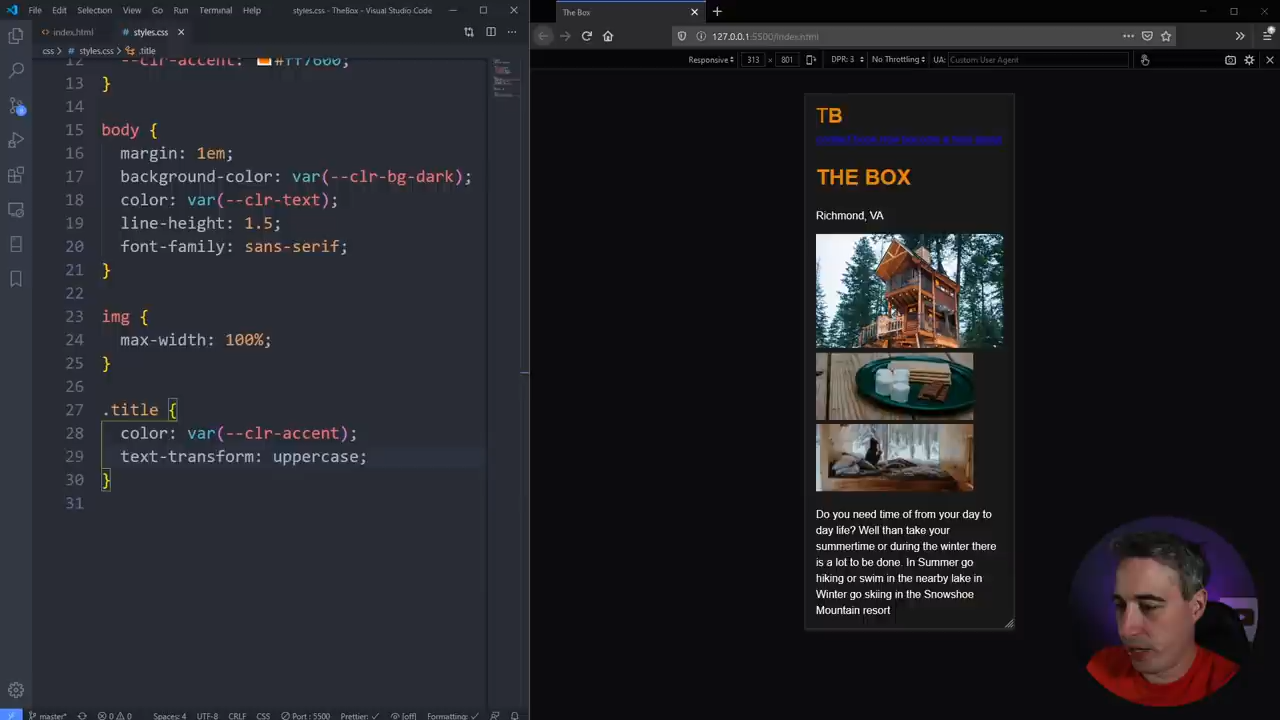 File Edit Selection View Go Run Terminal Help
styles.css - TheBox - Visual Studio Code
index.html
styles.css
css > styles.css > .title
12 --clr-accent: #ff7600;
13 }
14
15 body {
16 margin: 1em;
17 background-color: var(--clr-bg-dark);
18 color: var(--clr-text);
19 line-height: 1.5;
20 font-family: sans-serif;
21 }
22
23 img {
24 max-width: 100%;
25 }
26
27 .title {
28 color: var(--clr-accent);
29 text-transform: uppercase;
30 }
31
master* 0 0 Spaces: 4 UTF-8 CRLF CSS Port : 5500 Prettier: ✓ [off] Formatting: ✓
The Box
127.0.0.1:5500/index.html
Responsive 313 × 801 DPR: 3 No Throttling UA: Custom User Agent
TB
THE BOX
Richmond, VA
Do you need time of from your day to
day life? Well than take your
summertime or during the winter there
is a lot to be done. In Summer go
hiking or swim in the nearby lake in
Winter go skiing in the Snowshoe
Mountain resort